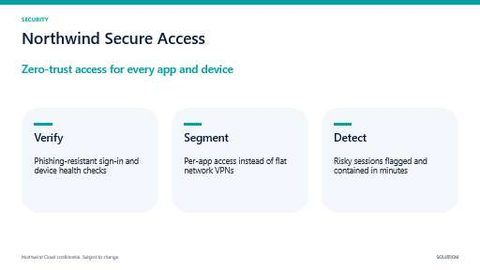 SECURITY
Northwind Secure Access
Zero-trust access for every app and device
Verify
Phishing-resistant sign-in and
device health checks
Segment
Per-app access instead of flat
network VPNs
Detect
Risky sessions flagged and
contained in minutes
Northwind Cloud confidential. Subject to change.
SOLUTION